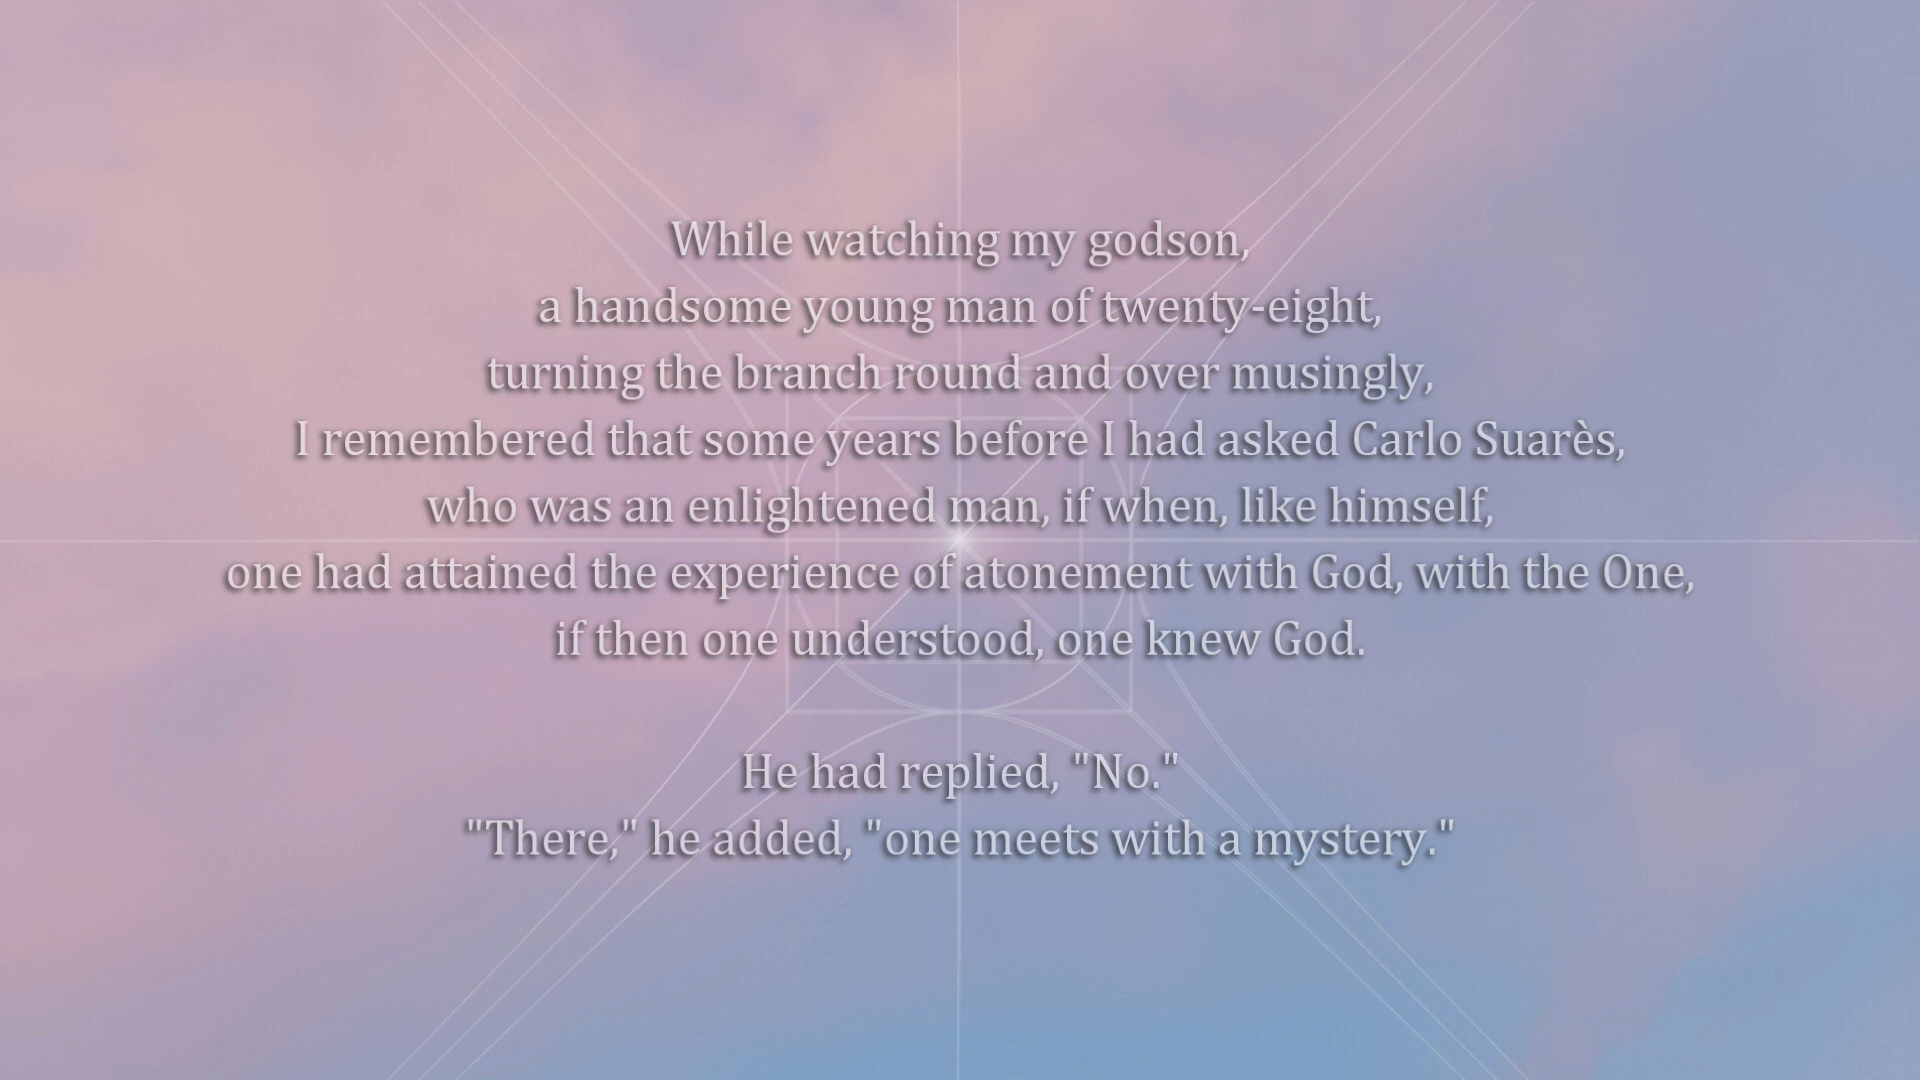 While watching my godson,
a handsome young man of twenty-eight,
turning the branch round and over musingly,
I remembered that some years before I had asked Carlo Suarès,
who was an enlightened man, if when, like himself,
one had attained the experience of atonement with God, with the One,
if then one understood, one knew God.
He had replied, "No."
"There," he added, "one meets with a mystery."